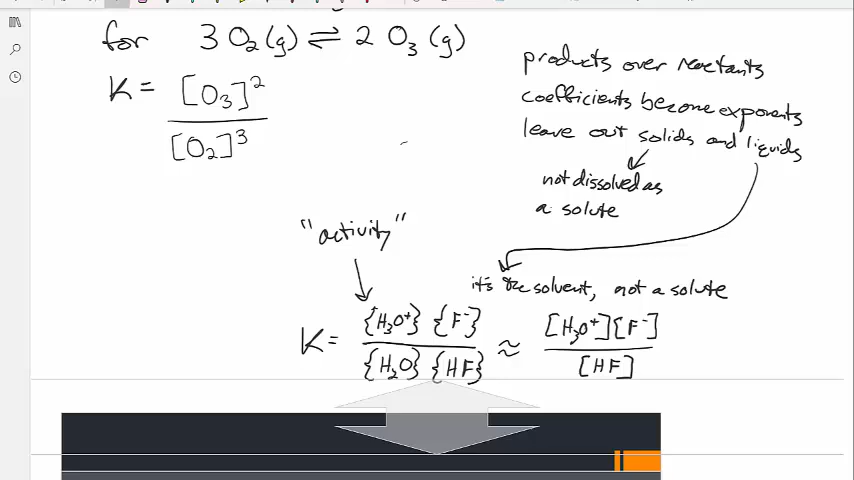 for 3 O₂(g) ⇌ 2 O₃(g)
K = [O₃]² / [O₂]³
products over reactants
coefficients become exponents
leave out solids and liquids
not dissolved as
a solute
"activity"
it's the solvent, not a solute
K = {H₃O⁺} {F⁻} / {H₂O} {HF} ≈ [H₃O⁺][F⁻] / [HF]